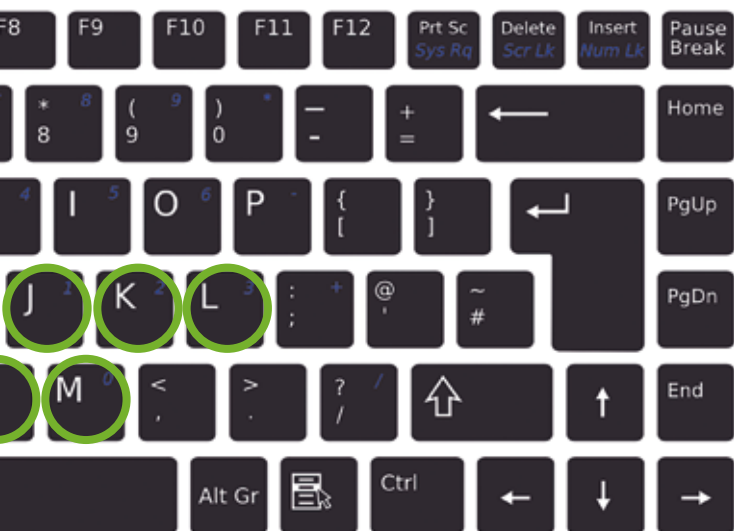 F8 F9 F10 F11 F12 Prt Sc Delete Insert Pause
Sys Rq Scr Lk Num Lk Break
* 8 ( 9 ) * — + Home
8 9 0 - =
4 I 5 O 6 P - { } PgUp
[ ]
J 1 K 2 L 3 : + @ ~ PgDn
; ' #
M 0 < > ? / End
, . /
Alt Gr Ctrl